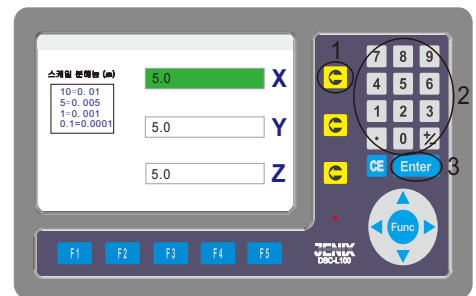 스케일 분해능 (㎛)
10=0. 01
5=0. 005
1=0. 001
0.1=0.0001
5.0 X
5.0 Y
5.0 Z
1
2
3
7 8 9
4 5 6
1 2 3
· 0 +/-
CE Enter
Func
F1 F2 F3 F4 F5
JENIX
DSC-L100